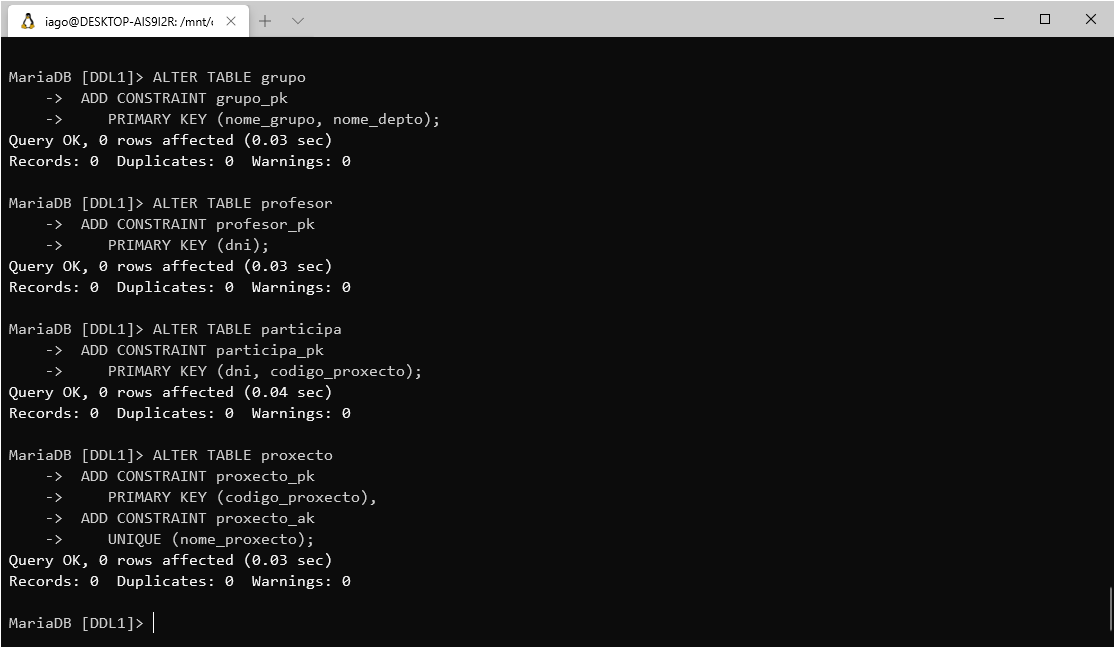 iago@DESKTOP-AIS9I2R: /mnt/
MariaDB [DDL1]> ALTER TABLE grupo
    ->  ADD CONSTRAINT grupo_pk
    ->     PRIMARY KEY (nome_grupo, nome_depto);
Query OK, 0 rows affected (0.03 sec)
Records: 0  Duplicates: 0  Warnings: 0
MariaDB [DDL1]> ALTER TABLE profesor
    ->  ADD CONSTRAINT profesor_pk
    ->     PRIMARY KEY (dni);
Query OK, 0 rows affected (0.03 sec)
Records: 0  Duplicates: 0  Warnings: 0
MariaDB [DDL1]> ALTER TABLE participa
    ->  ADD CONSTRAINT participa_pk
    ->     PRIMARY KEY (dni, codigo_proxecto);
Query OK, 0 rows affected (0.04 sec)
Records: 0  Duplicates: 0  Warnings: 0
MariaDB [DDL1]> ALTER TABLE proxecto
    ->  ADD CONSTRAINT proxecto_pk
    ->     PRIMARY KEY (codigo_proxecto),
    ->  ADD CONSTRAINT proxecto_ak
    ->     UNIQUE (nome_proxecto);
Query OK, 0 rows affected (0.03 sec)
Records: 0  Duplicates: 0  Warnings: 0
MariaDB [DDL1]>